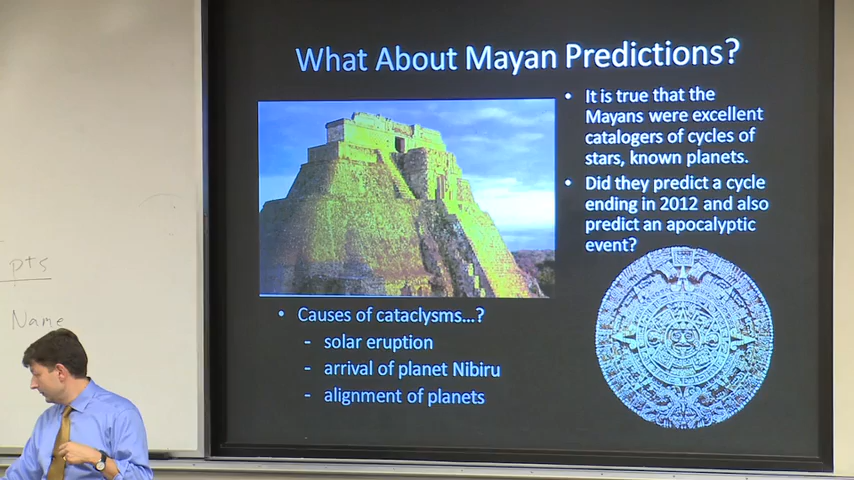 What About Mayan Predictions?
• It is true that the
Mayans were excellent
catalogers of cycles of
stars, known planets.
• Did they predict a cycle
ending in 2012 and also
predict an apocalyptic
event?
• Causes of cataclysms...?
- solar eruption
- arrival of planet Nibiru
- alignment of planets
pts
Name